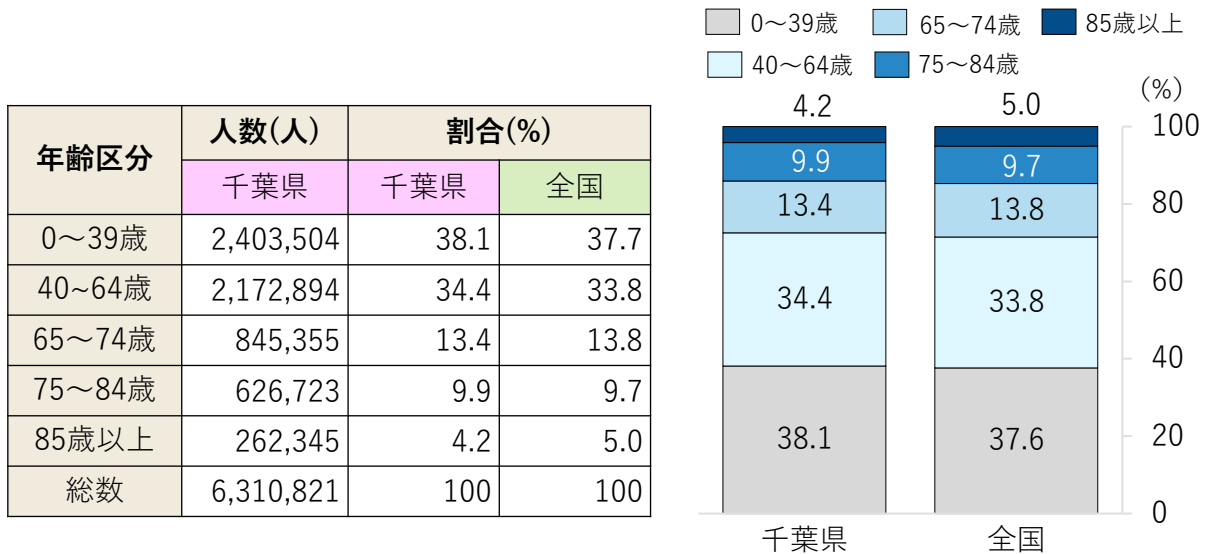 年齢区分 人数(人) 割合(%)
千葉県 千葉県 全国
0～39歳 2,403,504 38.1 37.7
40~64歳 2,172,894 34.4 33.8
65～74歳 845,355 13.4 13.8
75～84歳 626,723 9.9 9.7
85歳以上 262,345 4.2 5.0
総数 6,310,821 100 100
0～39歳 65～74歳 85歳以上
40～64歳 75～84歳
(%)
4.2 5.0
100
9.9 9.7
13.4 13.8
80
34.4 33.8
60
40
38.1 37.6
20
0
千葉県 全国